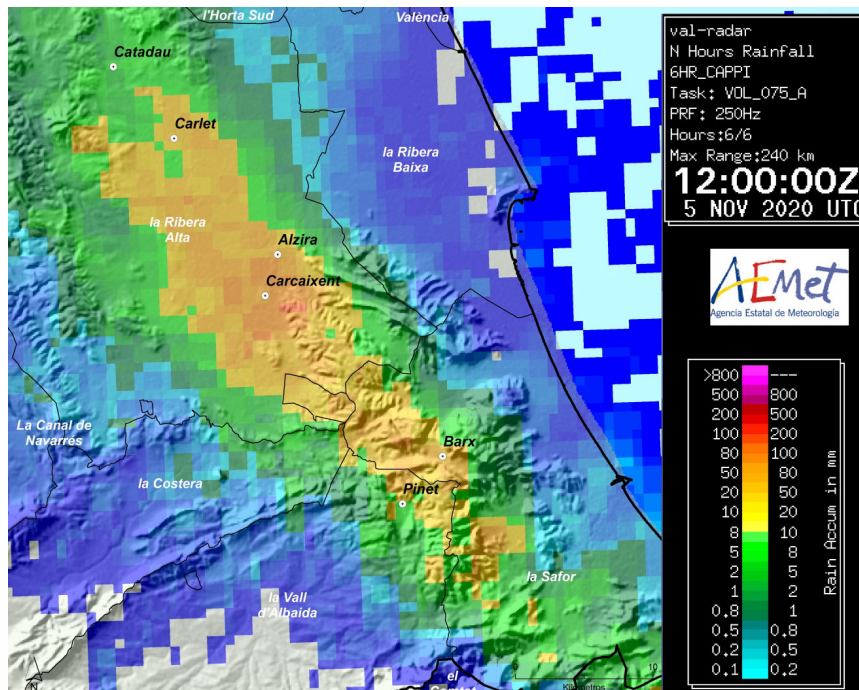 l'Horta Sud
València
Catadau
Carlet
la Ribera
Baixa
la Ribera
Alta
Alzira
Carcaixent
La Canal de
Navarrés
Barx
la Costera
Pinet
la Safor
la Vall
d'Albaida
el
N
0 10
Kilómetros
val-radar
N Hours Rainfall
6HR_CAPPI
Task: VOL_075_A
PRF: 250Hz
Hours:6/6
Max Range:240 km
12:00:00Z
5 NOV 2020 UTC
AEMet
Agencia Estatal de Meteorología
>800 ---
500 800
200 500
100 200
80 100
50 80
20 50
10 20
8 10
5 8
2 5
1 2
0.8 1
0.5 0.8
0.2 0.5
0.1 0.2
Rain Accum in mm